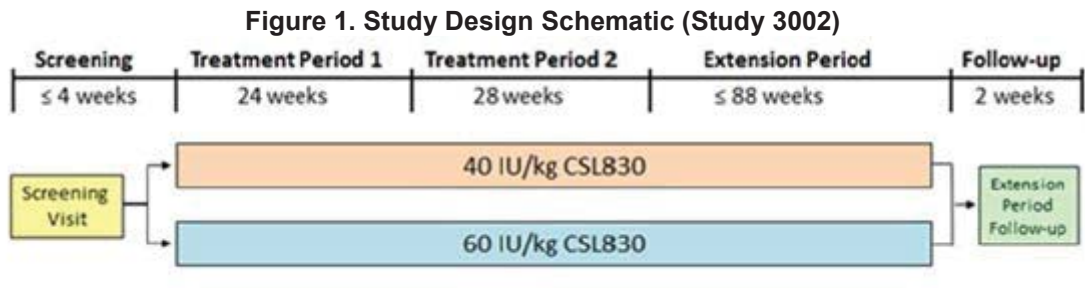 Figure 1. Study Design Schematic (Study 3002)
Screening Treatment Period 1 Treatment Period 2 Extension Period Follow-up
≤ 4 weeks 24 weeks 28 weeks ≤ 88 weeks 2 weeks
40 IU/kg CSL830
Screening
Visit
60 IU/kg CSL830
Extension
Period
Follow-up